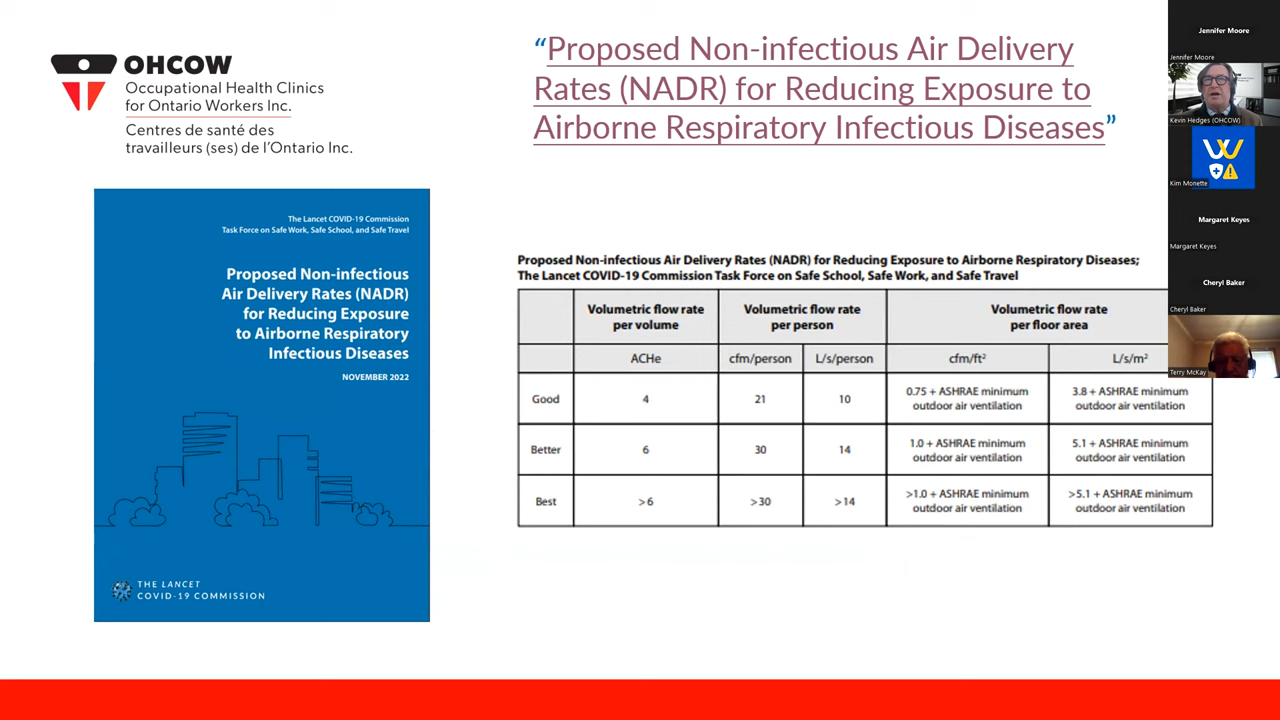 OHCOW
Occupational Health Clinics
for Ontario Workers Inc.
Centres de santé des
travailleurs (ses) de l'Ontario Inc.
“Proposed Non-infectious Air Delivery
Rates (NADR) for Reducing Exposure to
Airborne Respiratory Infectious Diseases”
The Lancet COVID-19 Commission
Task Force on Safe Work, Safe School, and Safe Travel
Proposed Non-infectious
Air Delivery Rates (NADR)
for Reducing Exposure
to Airborne Respiratory
Infectious Diseases
NOVEMBER 2022
THE LANCET
COVID-19 COMMISSION
Proposed Non-infectious Air Delivery Rates (NADR) for Reducing Exposure to Airborne Respiratory Diseases;
The Lancet COVID-19 Commission Task Force on Safe School, Safe Work, and Safe Travel
Volumetric flow rate
per volume
Volumetric flow rate
per person
Volumetric flow rate
per floor area
ACHe
cfm/person
L/s/person
cfm/ft²
L/s/m²
Good
4
21
10
0.75 + ASHRAE minimum
outdoor air ventilation
3.8 + ASHRAE minimum
outdoor air ventilation
Better
6
30
14
1.0 + ASHRAE minimum
outdoor air ventilation
5.1 + ASHRAE minimum
outdoor air ventilation
Best
>6
>30
>14
>1.0 + ASHRAE minimum
outdoor air ventilation
>5.1 + ASHRAE minimum
outdoor air ventilation
Jennifer Moore
Jennifer Moore
Kevin Hedges (OHCOW)
Kim Monette
Margaret Keyes
Margaret Keyes
Cheryl Baker
Cheryl Baker
Terry McKay